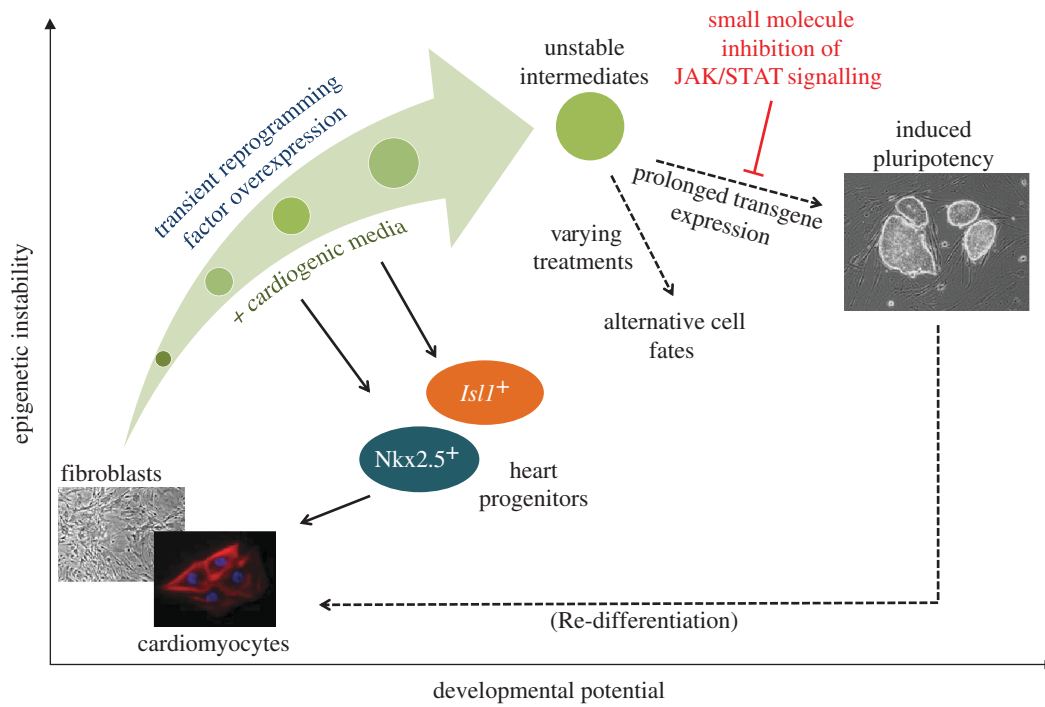 small molecule
inhibition of
JAK/STAT signalling
unstable
intermediates
induced
pluripotency
transient reprogramming
factor overexpression
+ cardiogenic media
prolonged transgene
expression
varying
treatments
alternative cell
fates
epigenetic instability
Isl1+
Nkx2.5+
heart
progenitors
fibroblasts
cardiomyocytes
(Re-differentiation)
developmental potential